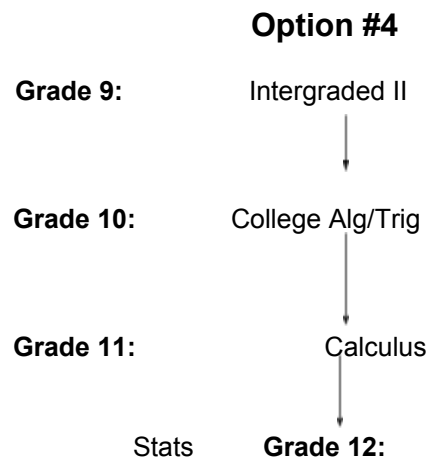 Option #4
Grade 9: Intergraded II
Grade 10: College Alg/Trig
Grade 11: Calculus
Stats Grade 12: